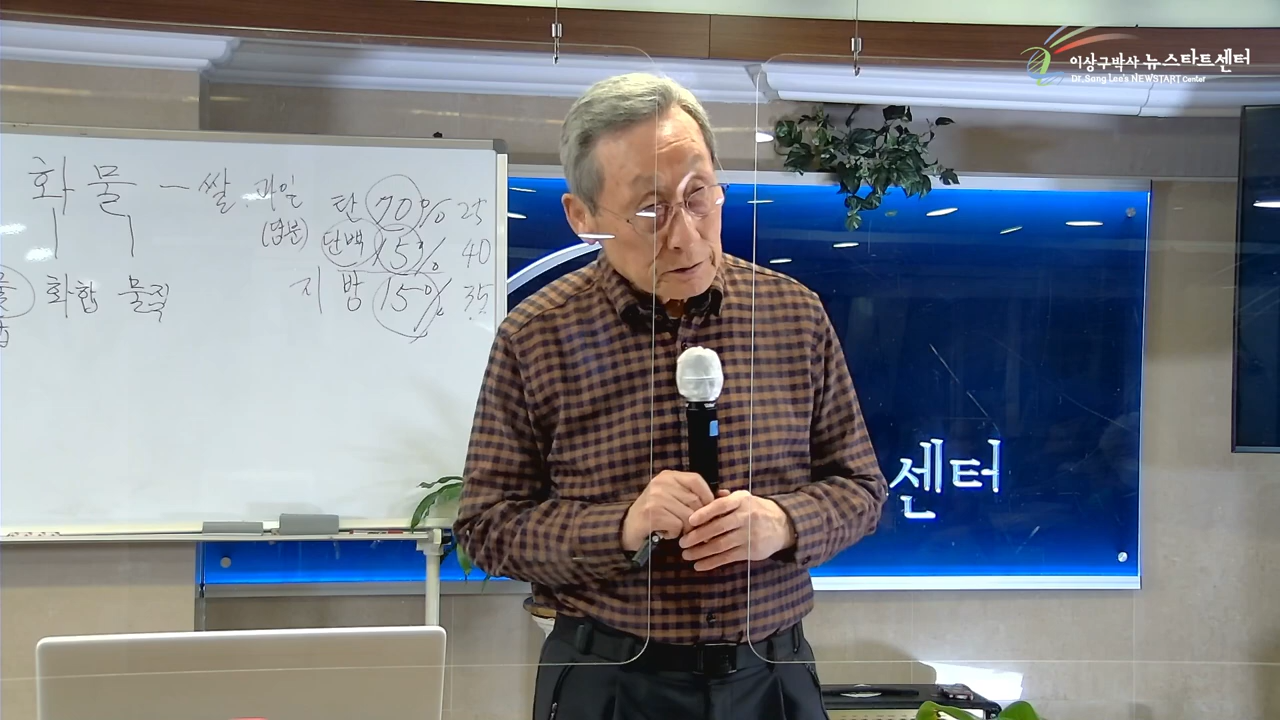 이상구박사 뉴스타트센터
Dr. Sang Lee's NEWSTART Center
화물 - 쌀. 과일
(덥분)
탄 70% 25
단백 15% 40
지방 15% 35
물 화합 물질
센터